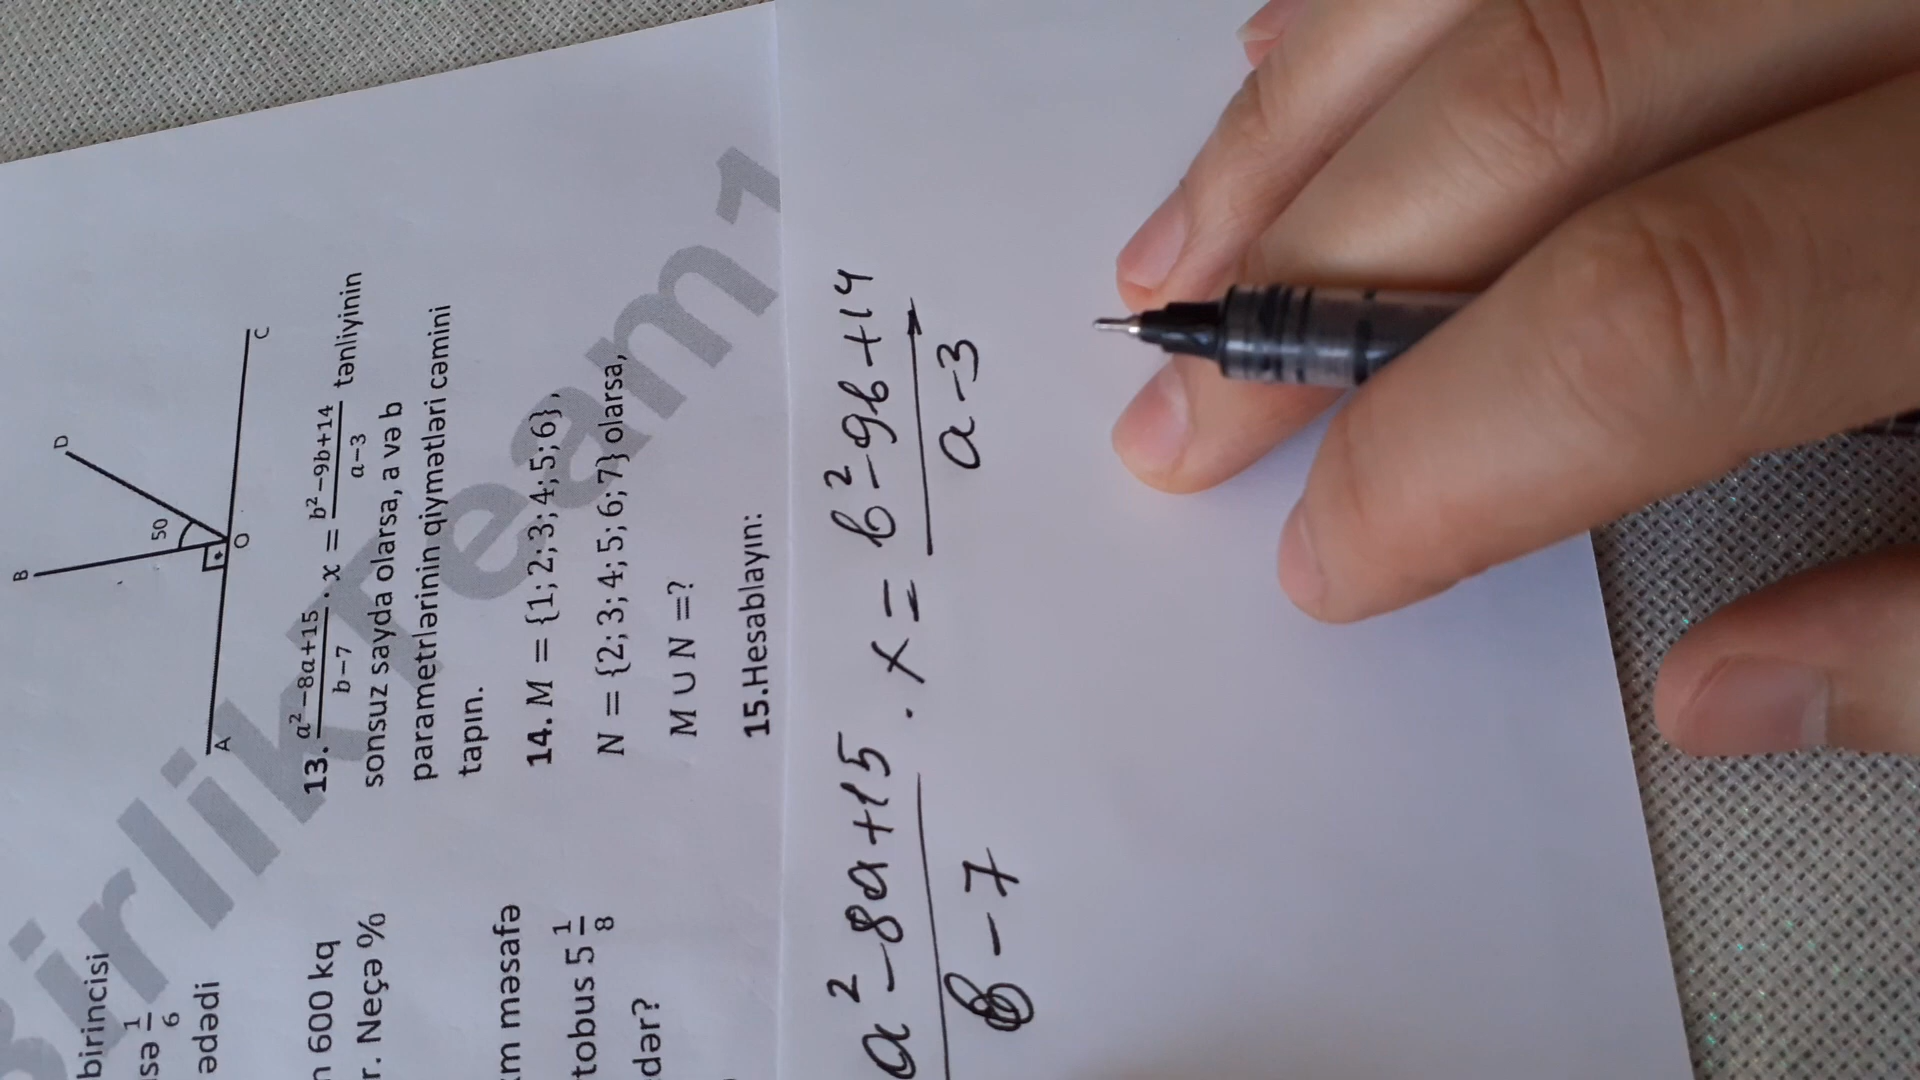 B
D
50
A
O
C
birincisi
sə 1/6
ədədi
600 kq
r. Neçə %
m məsafə
tobus 5 1/8
dər?
13. (a²−8a+15)/(b−7) · x = (b²−9b+14)/(a−3) tənliyinin
sonsuz sayda olarsa, a və b
parametrlərinin qiymətləri cəmini
tapın.
14. M = {1; 2; 3; 4; 5; 6},
N = {2; 3; 4; 5; 6; 7} olarsa,
M ∪ N =?
15.Hesablayın:
BirlikTeam1
(a²-8a+15)/(b-7) · x = (b²-9b+14)/(a-3)